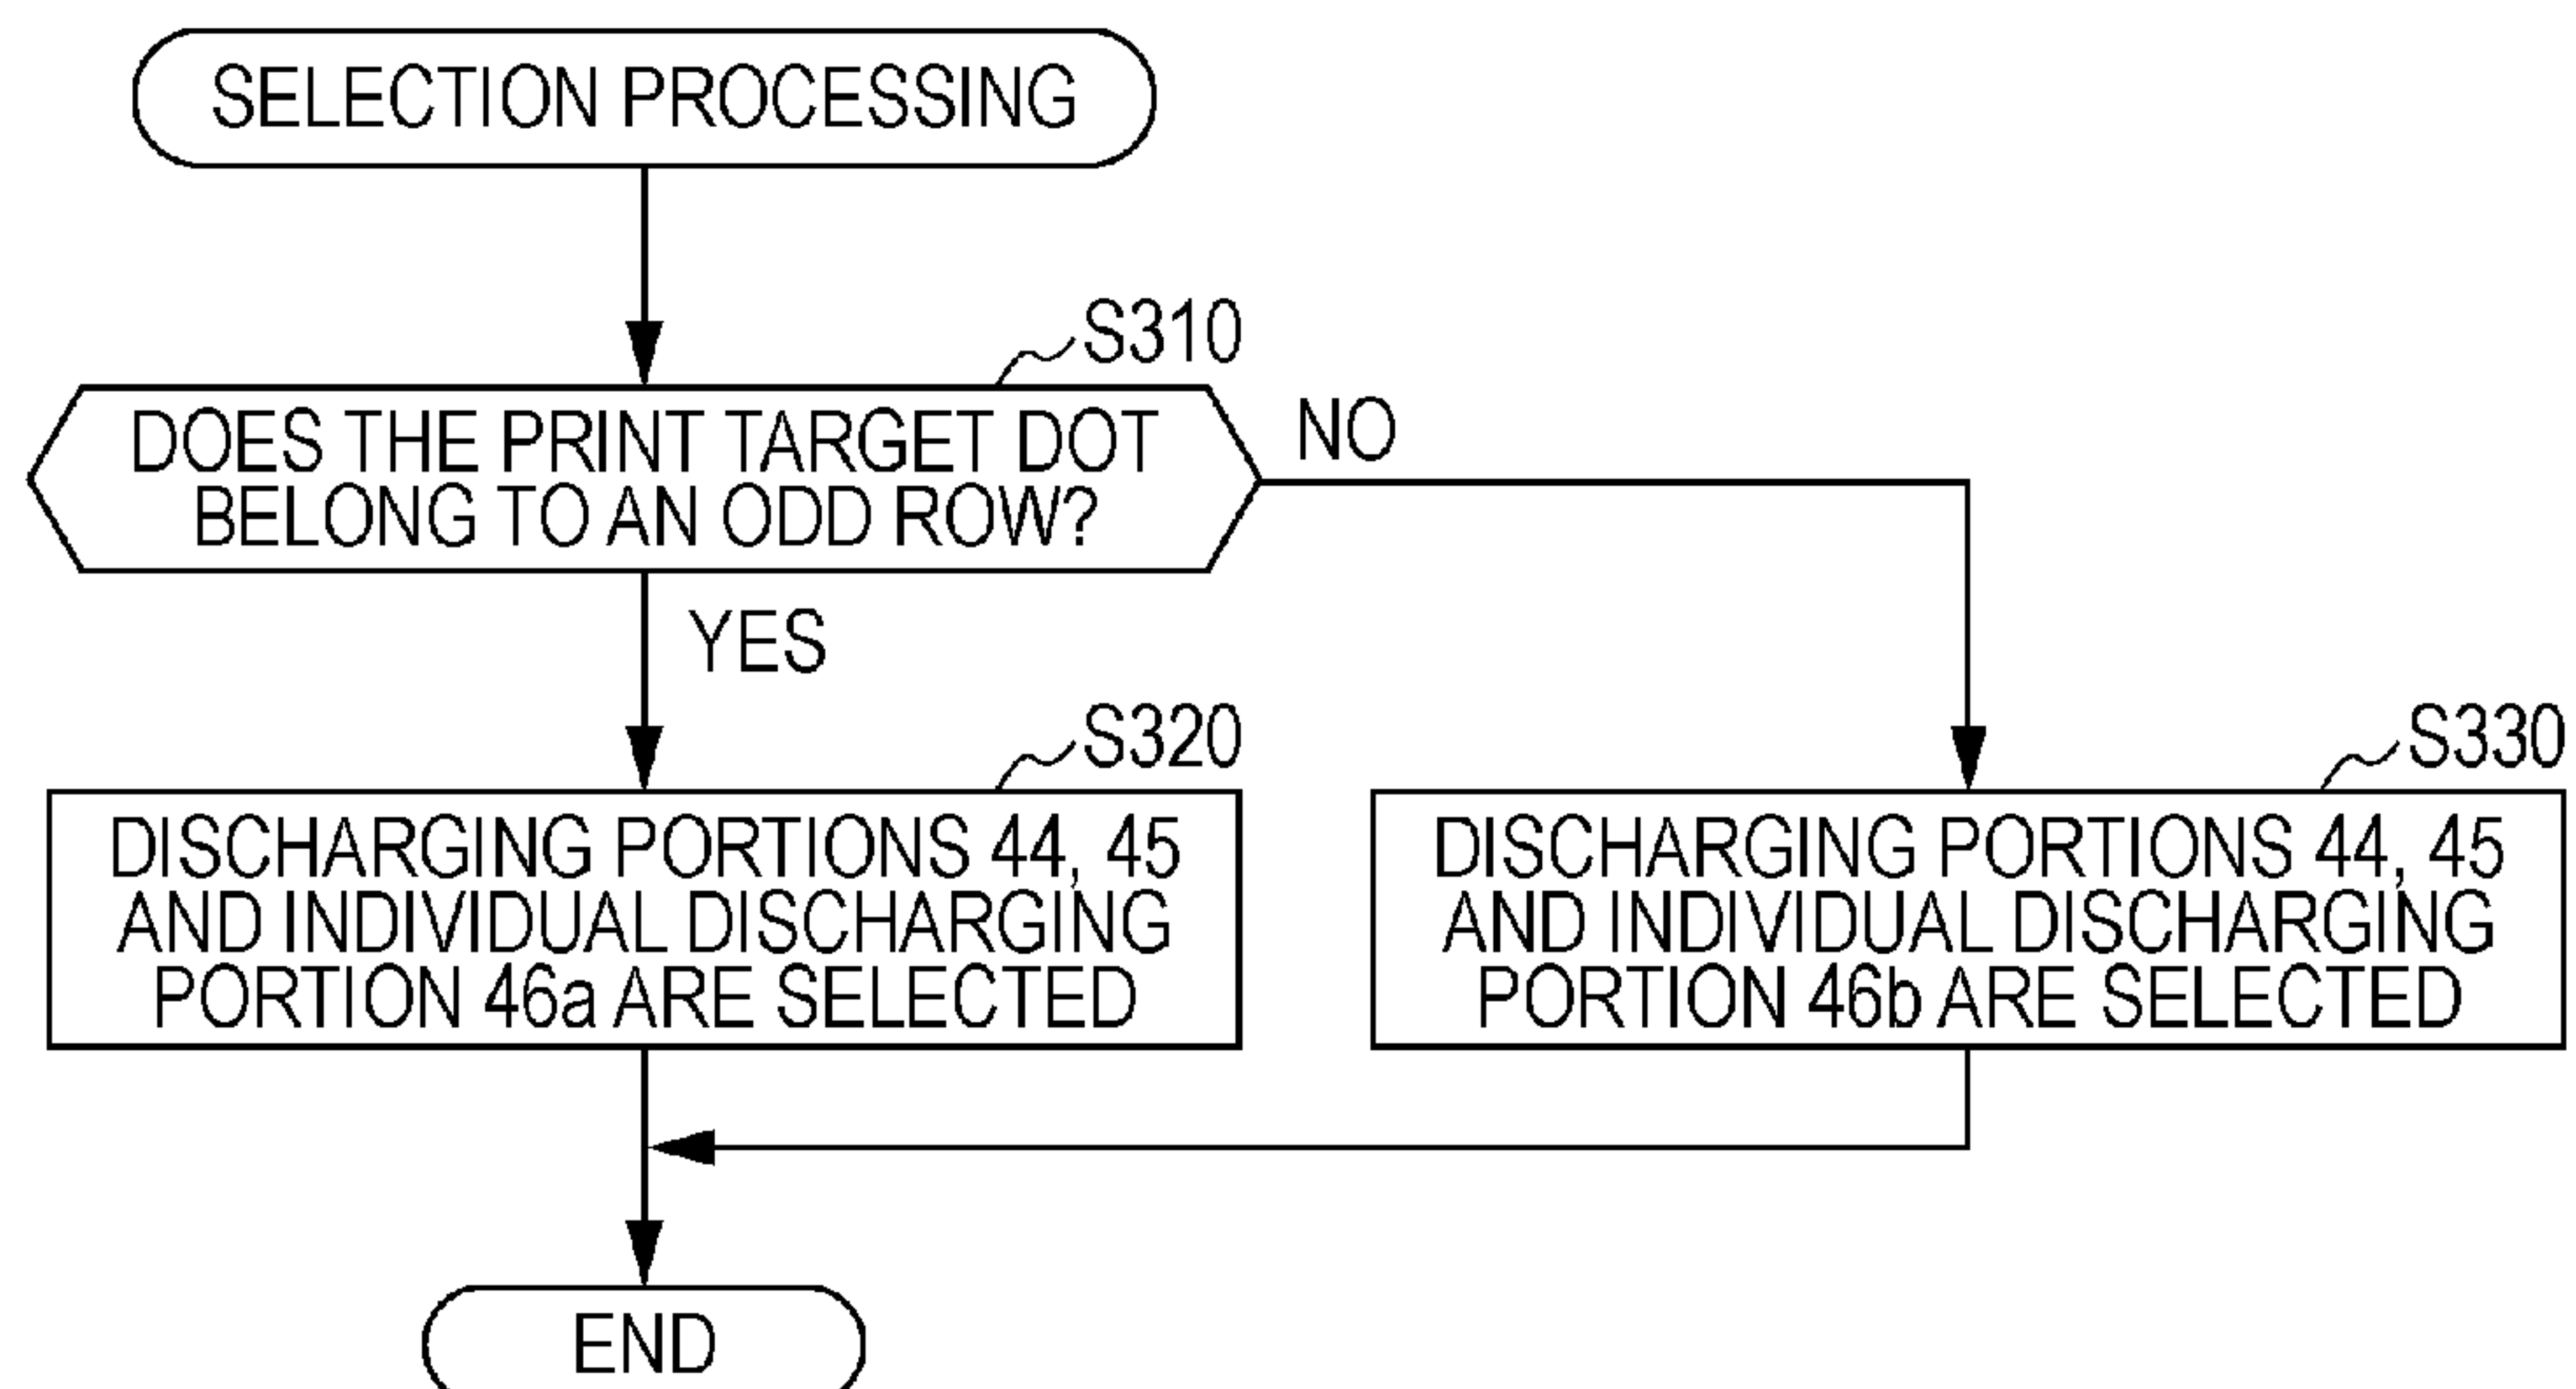 SELECTION PROCESSING
S310
DOES THE PRINT TARGET DOT
BELONG TO AN ODD ROW?
NO
YES
S320
DISCHARGING PORTIONS 44, 45
AND INDIVIDUAL DISCHARGING
PORTION 46a ARE SELECTED
S330
DISCHARGING PORTIONS 44, 45
AND INDIVIDUAL DISCHARGING
PORTION 46b ARE SELECTED
END